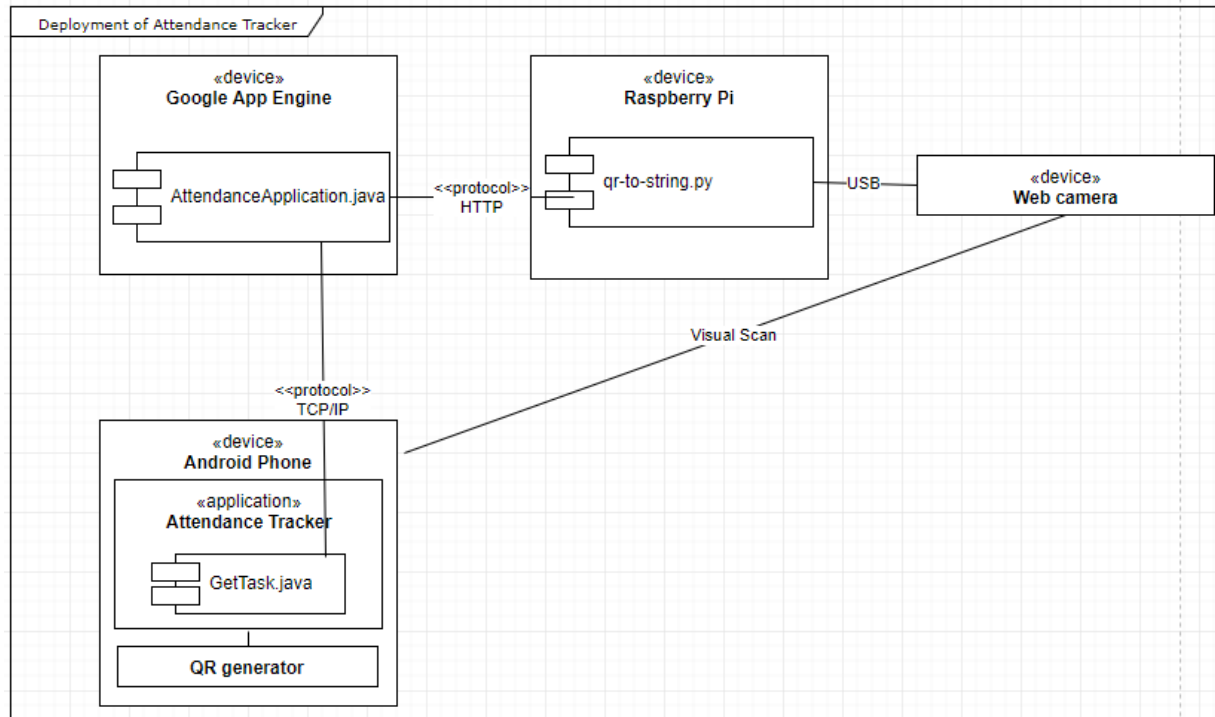 Deployment of Attendance Tracker
«device»
Google App Engine
AttendanceApplication.java
<<protocol>>
HTTP
«device»
Raspberry Pi
qr-to-string.py
USB
«device»
Web camera
Visual Scan
<<protocol>>
TCP/IP
«device»
Android Phone
«application»
Attendance Tracker
GetTask.java
QR generator